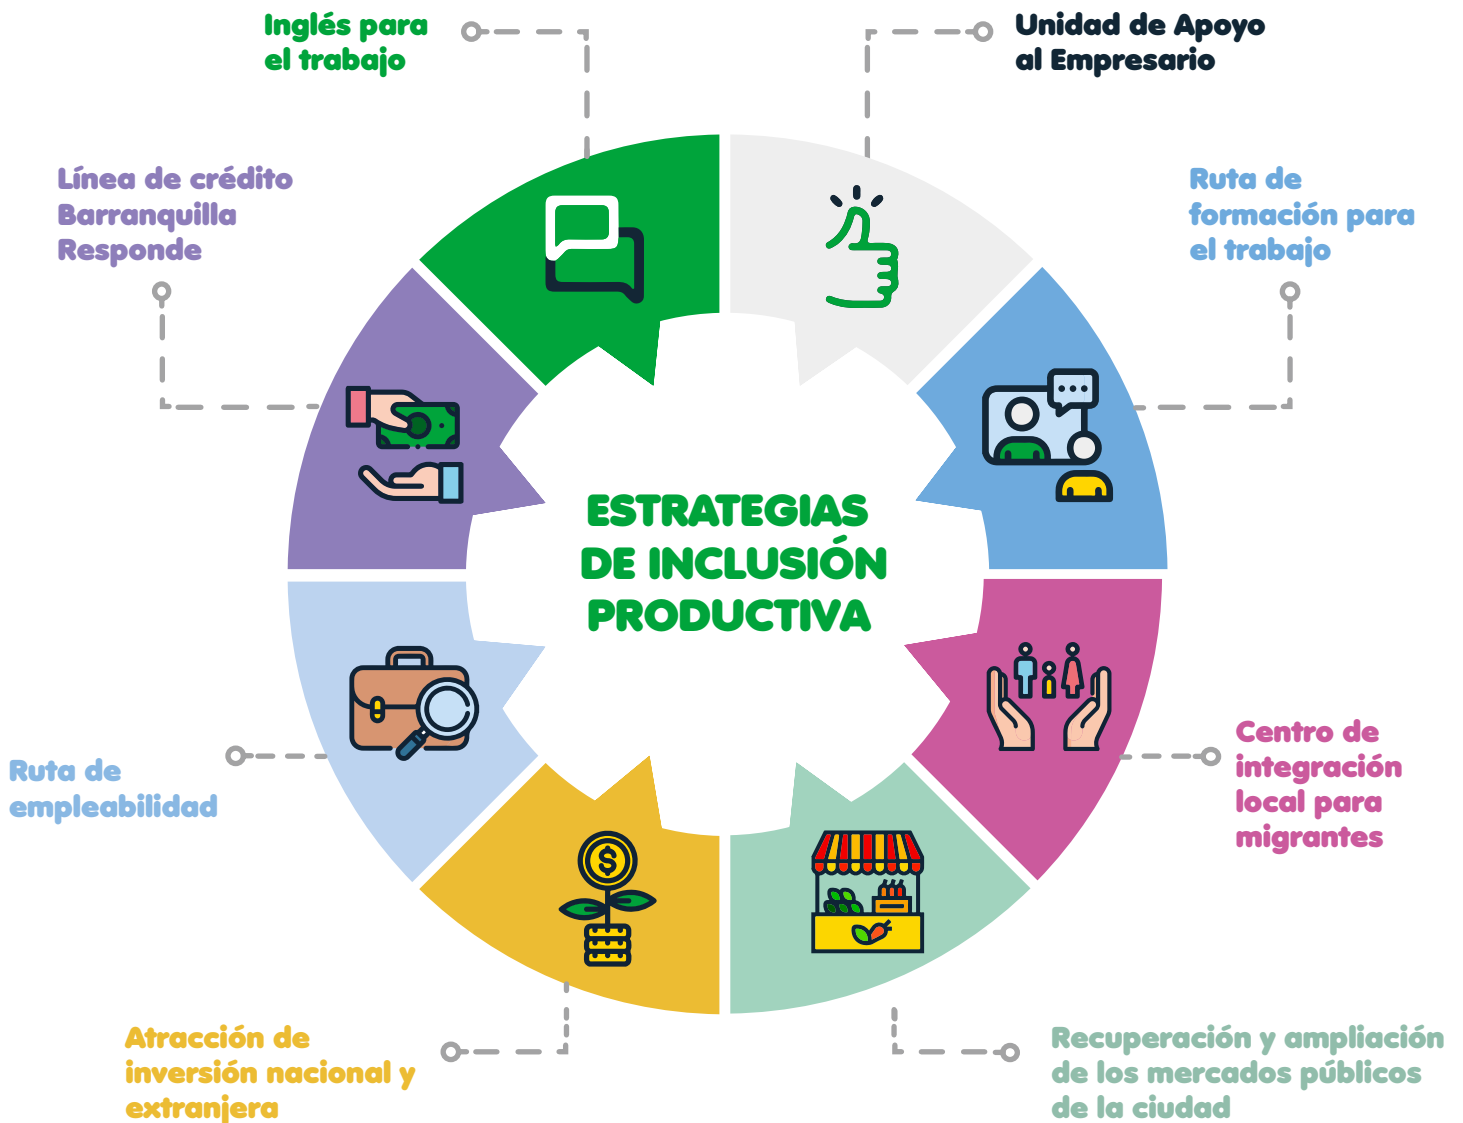 Inglés para
el trabajo
Unidad de Apoyo
al Empresario
Línea de crédito
Barranquilla
Responde
Ruta de
formación para
el trabajo
ESTRATEGIAS
DE INCLUSIÓN
PRODUCTIVA
Ruta de
empleabilidad
Centro de
integración
local para
migrantes
$
Atracción de
inversión nacional y
extranjera
Recuperación y ampliación
de los mercados públicos
de la ciudad